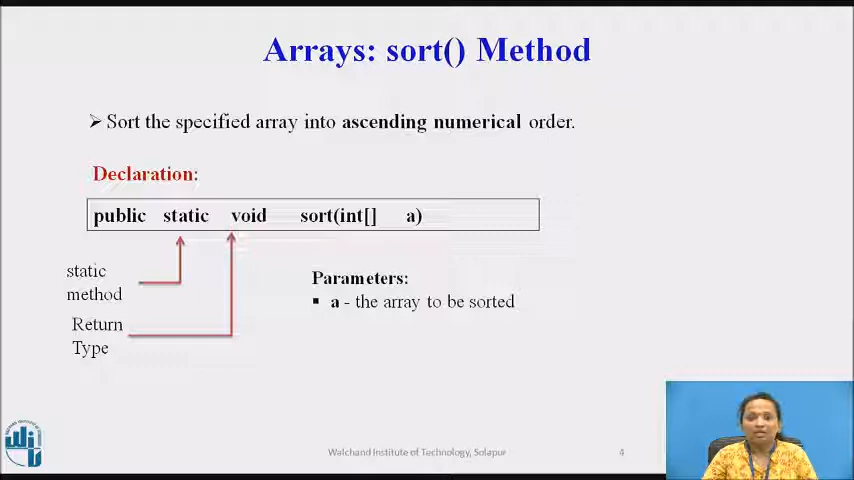 Arrays: sort() Method
➢ Sort the specified array into ascending numerical order.
Declaration:
public static void sort(int[] a)
static
method
Return
Type
Parameters:
▪ a - the array to be sorted
Walchand Institute of Technology, Solapur
4